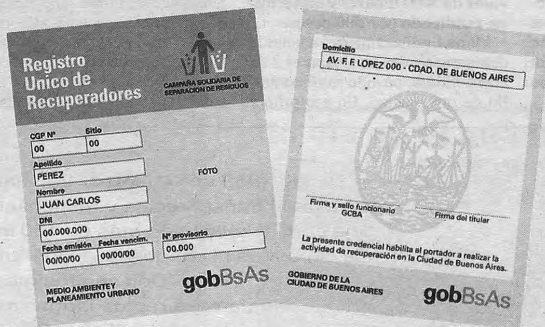 Registro
Unico de
Recuperadores
CAMPAÑA SOLIDARIA DE
SEPARACIÓN DE RESIDUOS
CGP Nº Sitio
00 00
Apellido
PEREZ
Nombre
JUAN CARLOS
DNI
00.000.000
Fecha emisión Fecha vencim.
00/00/00 00/00/00
FOTO
Nº provisorio
00.000
MEDIO AMBIENTE Y
PLANEAMIENTO URBANO
gobBsAs
Domicilio
AV. F. F. LOPEZ 000 - CDAD. DE BUENOS AIRES
Firma y sello funcionario
GCBA
Firma del titular
La presente credencial habilita al portador a realizar la
actividad de recuperación en la Ciudad de Buenos Aires.
GOBIERNO DE LA
CIUDAD DE BUENOS AIRES
gobBsAs